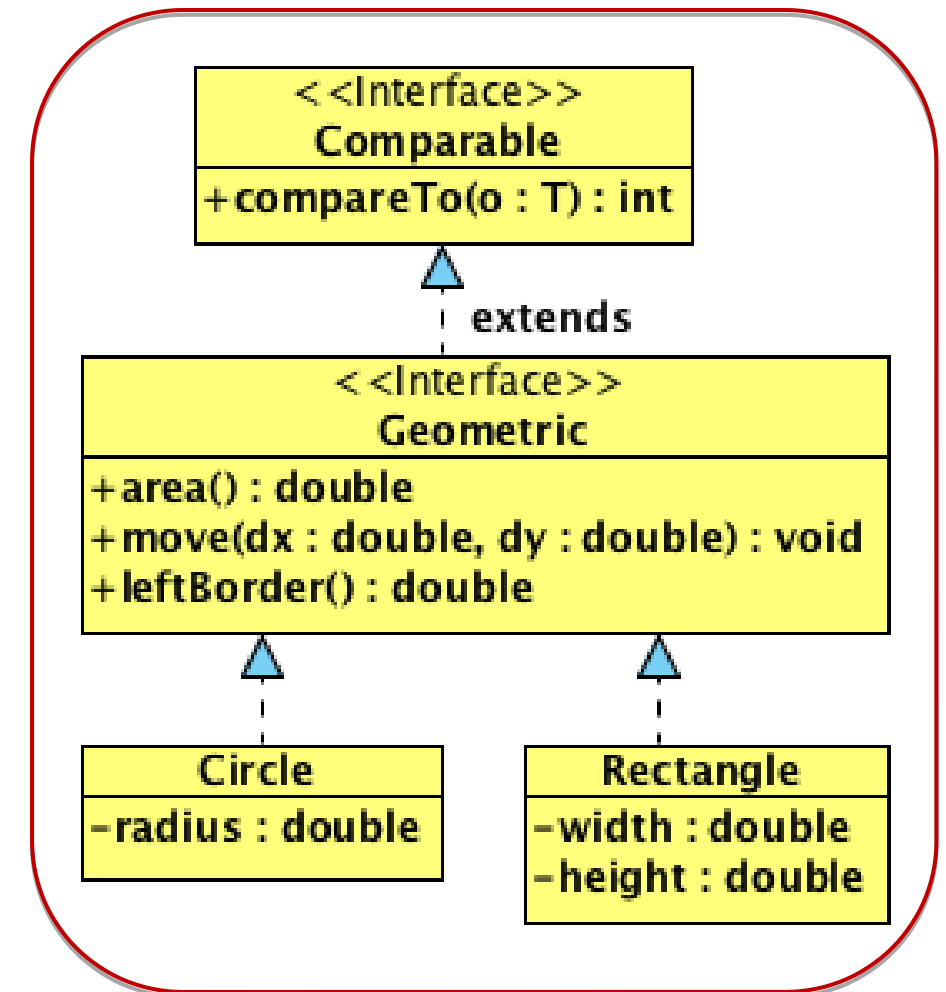 <<Interface>>
Comparable
+compareTo(o : T) : int
extends
<<Interface>>
Geometric
+area() : double
+move(dx : double, dy : double) : void
+leftBorder() : double
Circle
-radius : double
Rectangle
-width : double
-height : double